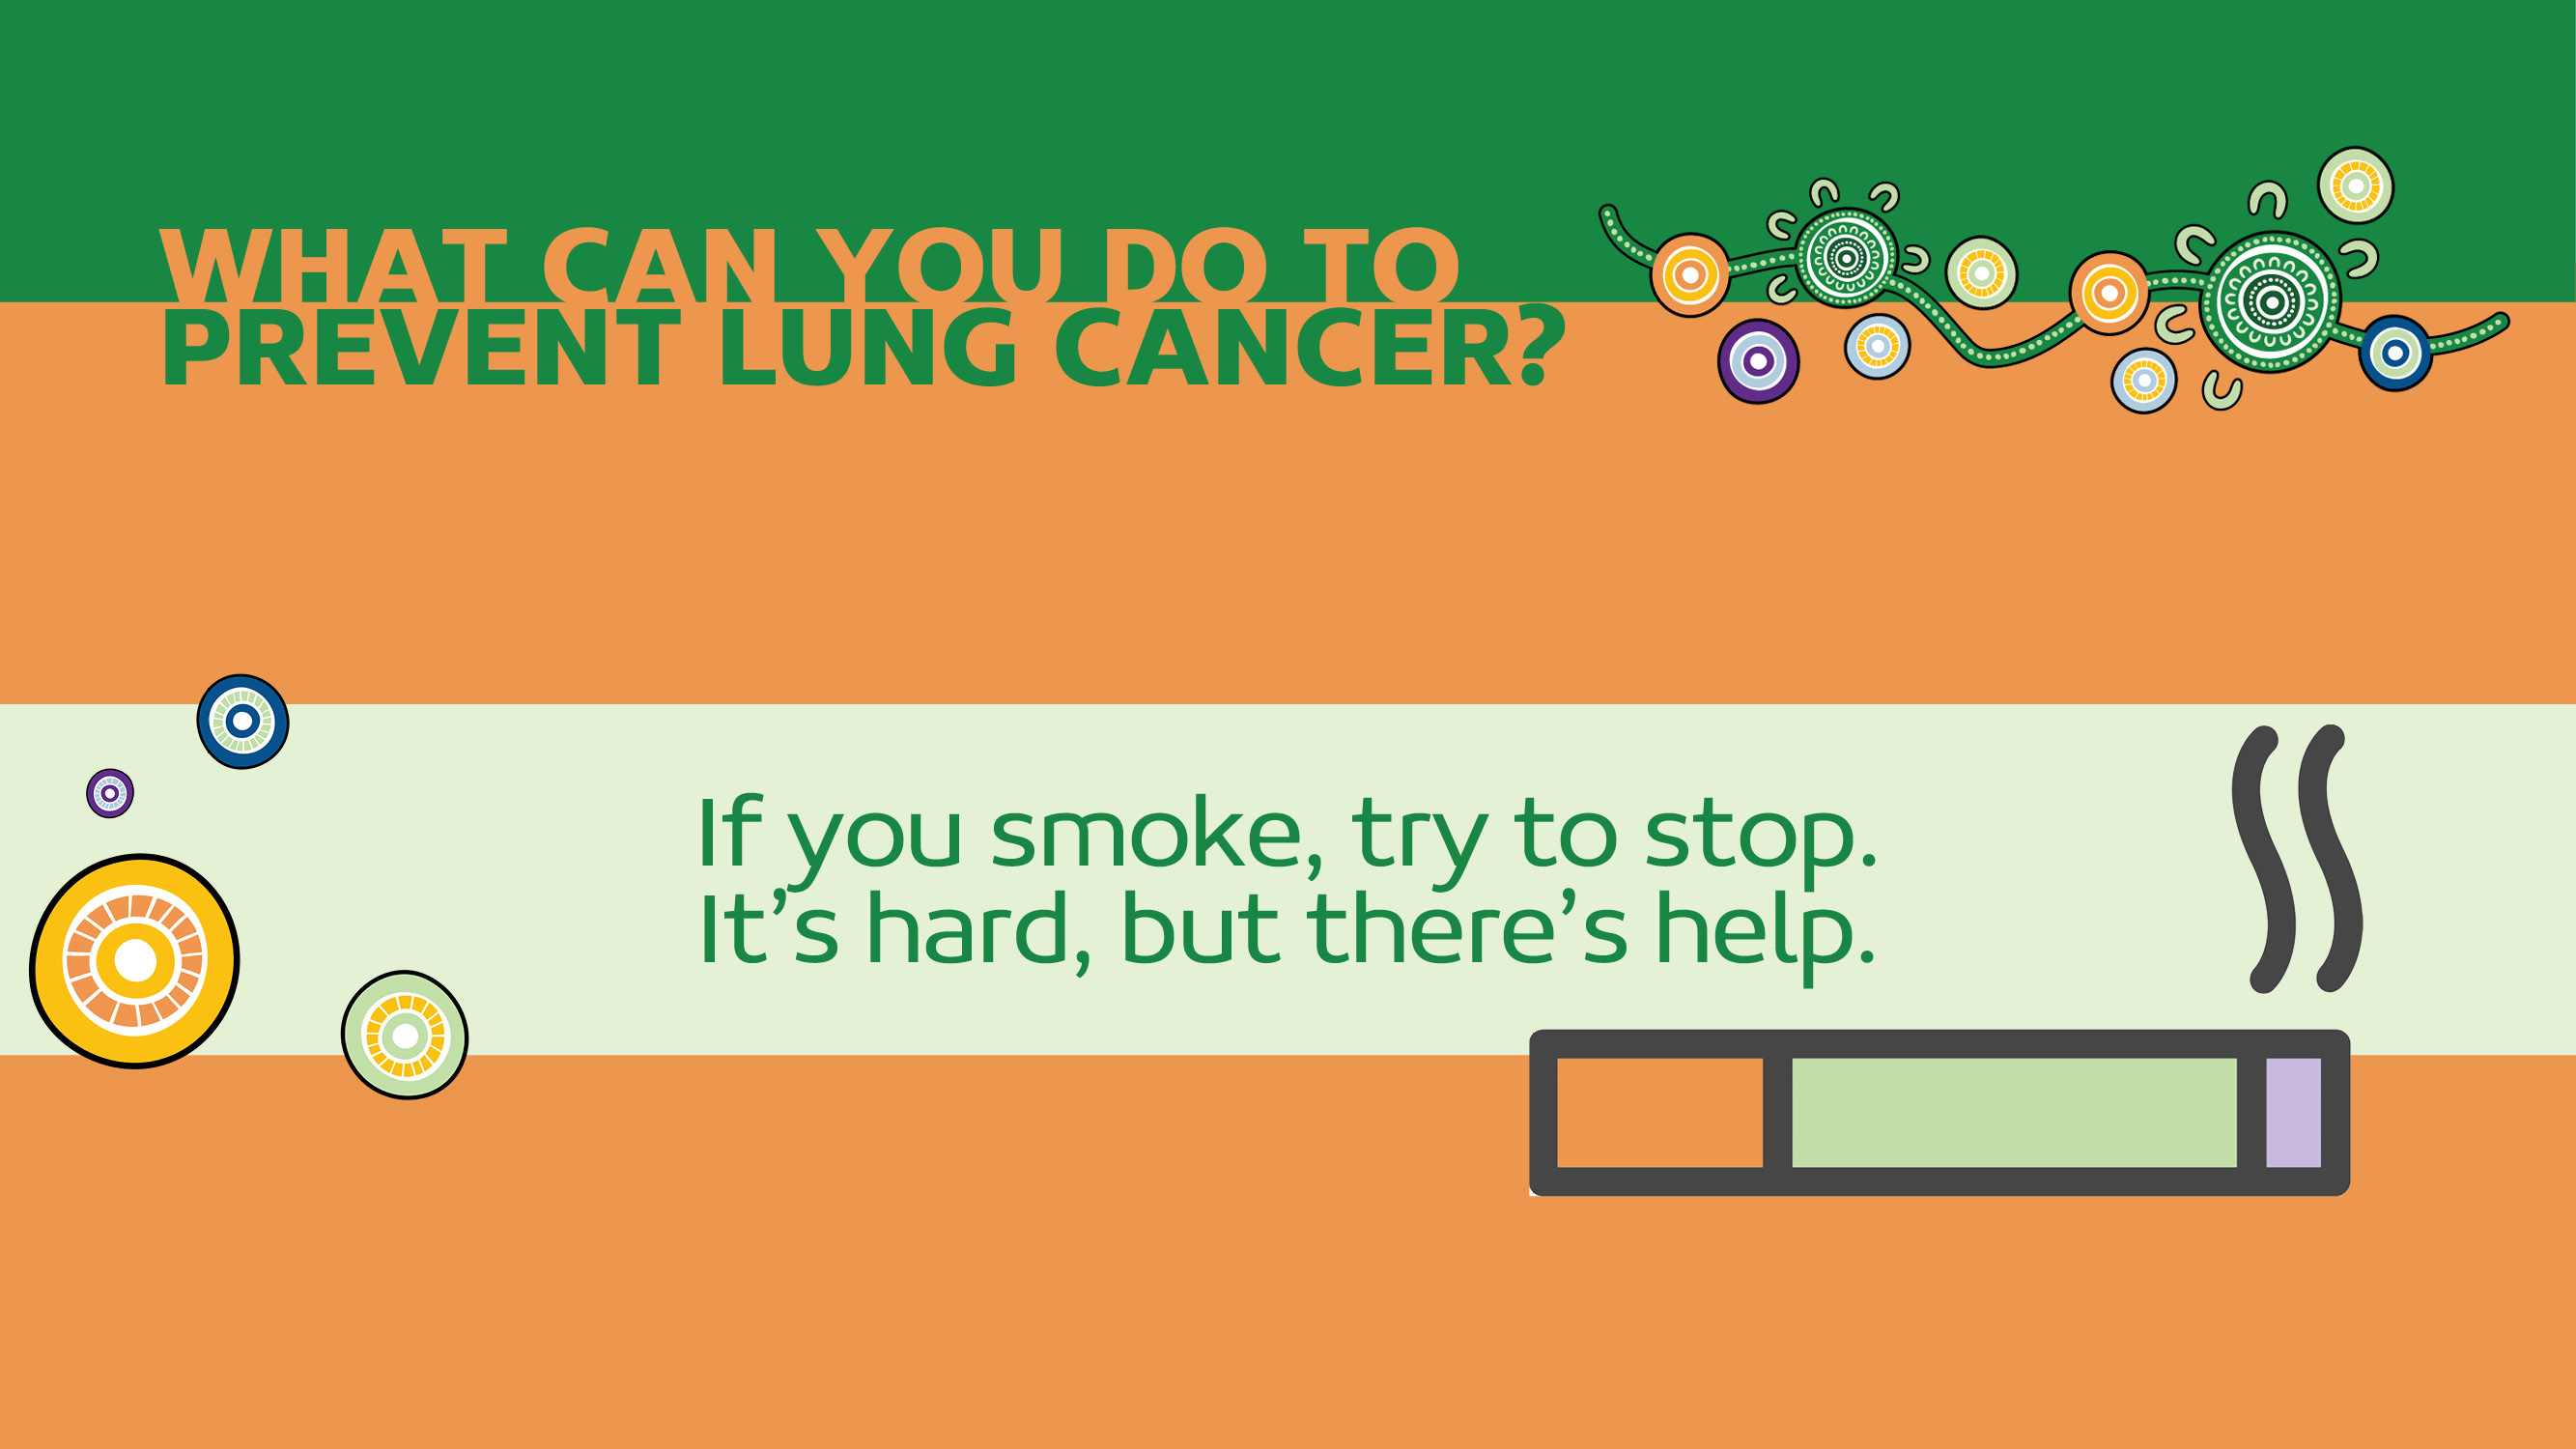 WHAT CAN YOU DO TO
PREVENT LUNG CANCER?
If you smoke, try to stop.
It’s hard, but there’s help.